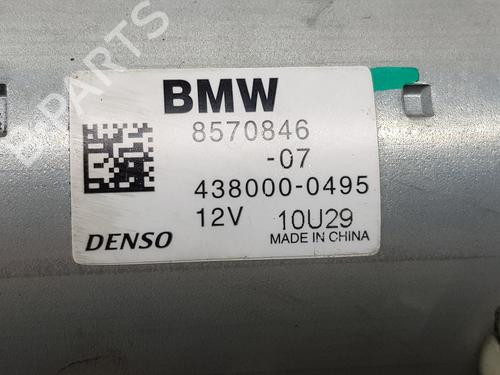 B-PARTS
BMW
8570846
-07
438000-0495
12V 10U29
DENSO MADE IN CHINA